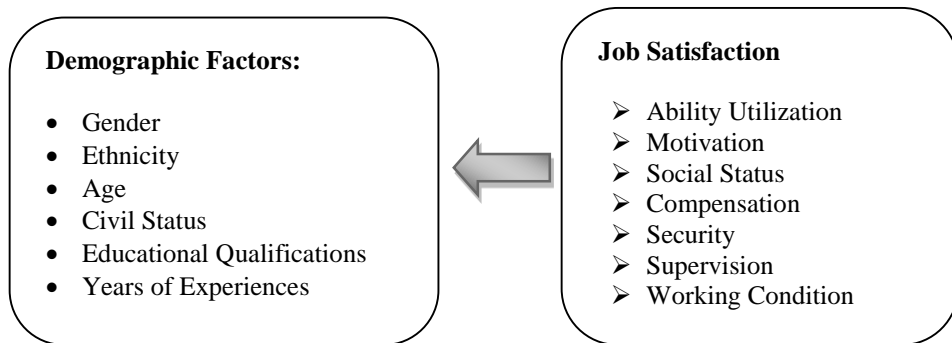 Demographic Factors:
• Gender
• Ethnicity
• Age
• Civil Status
• Educational Qualifications
• Years of Experiences
Job Satisfaction
➢ Ability Utilization
➢ Motivation
➢ Social Status
➢ Compensation
➢ Security
➢ Supervision
➢ Working Condition